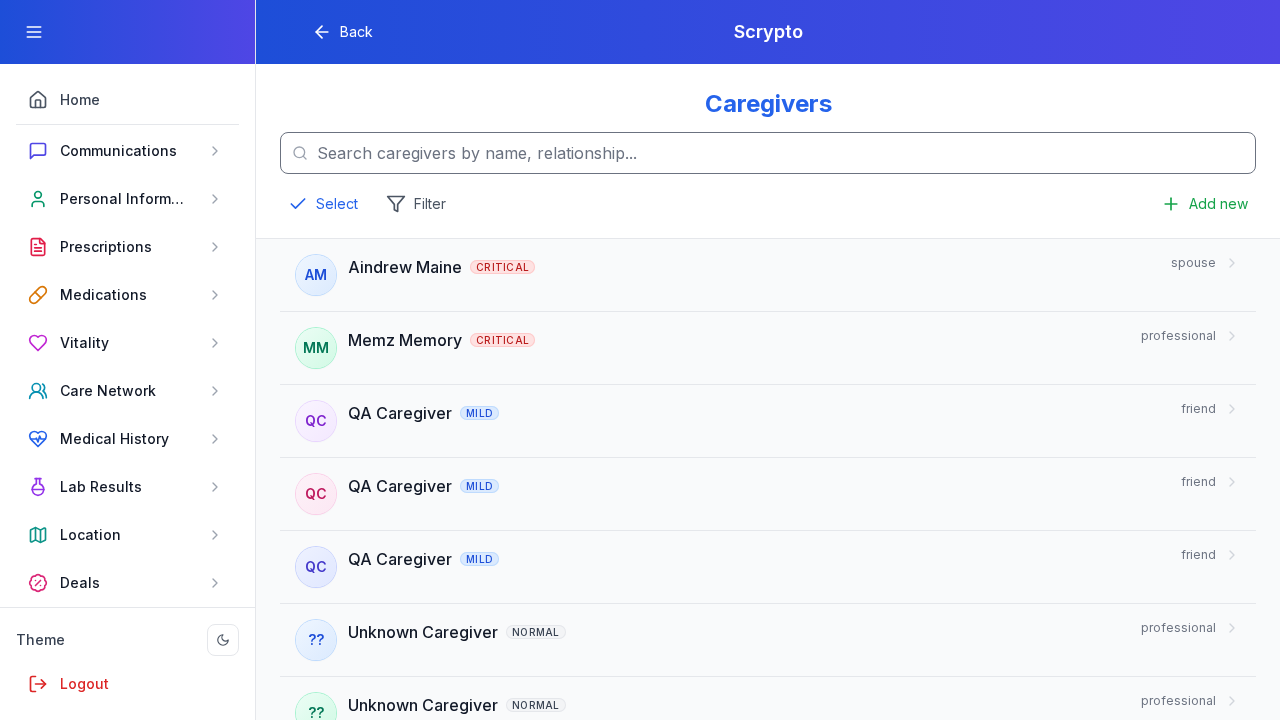 Back
Scrypto
Home
Communications
Personal Inform...
Prescriptions
Medications
Vitality
Care Network
Medical History
Lab Results
Location
Deals
Theme
Logout
Caregivers
Search caregivers by name, relationship...
Select
Filter
Add new
AM
Aindrew Maine
CRITICAL
spouse
MM
Memz Memory
CRITICAL
professional
QC
QA Caregiver
MILD
friend
QC
QA Caregiver
MILD
friend
QC
QA Caregiver
MILD
friend
??
Unknown Caregiver
NORMAL
professional
??
Unknown Caregiver
NORMAL
professional